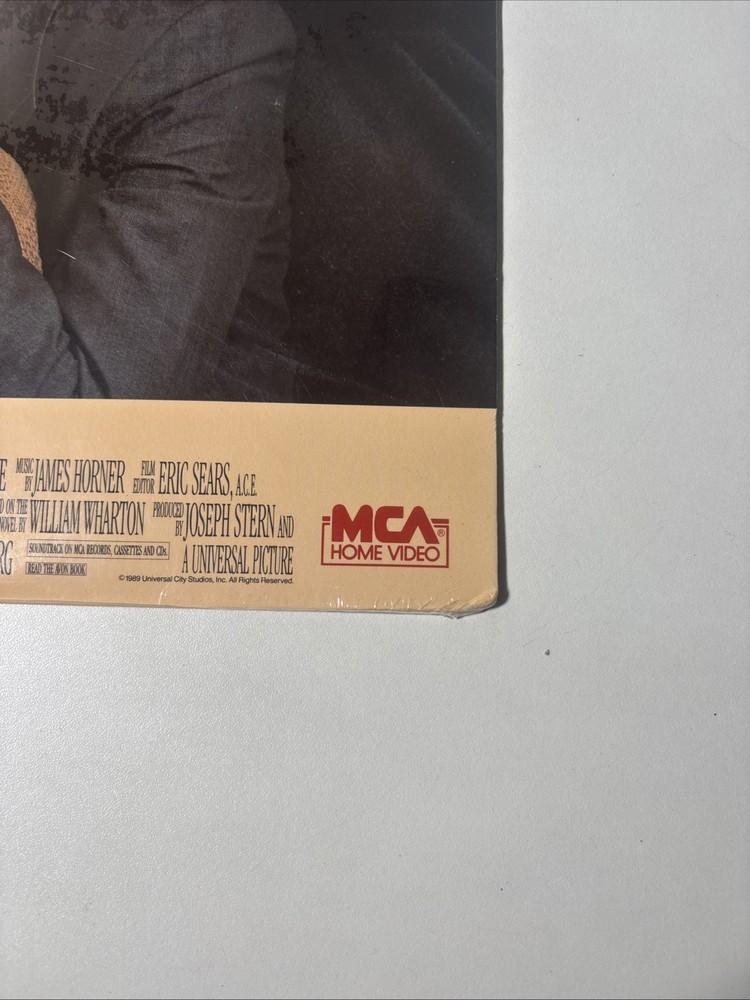 E MUSIC BY JAMES HORNER FILM EDITOR ERIC SEARS, A.C.E.
D ON THE NOVEL BY WILLIAM WHARTON PRODUCED BY JOSEPH STERN AND
RG SOUNDTRACK ON MCA RECORDS, CASSETTES AND CDs. A UNIVERSAL PICTURE
READ THE AVON BOOK
©1989 Universal City Studios, Inc. All Rights Reserved.
MCA®
HOME VIDEO